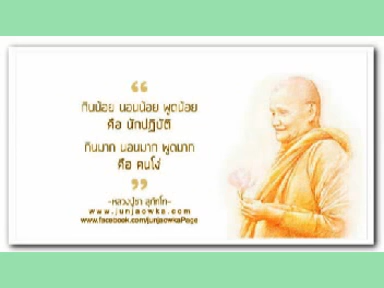 กินน้อย นอนน้อย พูดน้อย
คือ นักปฏิบัติ
กินมาก นอนมาก พูดมาก
คือ คนโง่
-หลวงปู่ชา สุภัทโท-
www.junjaowka.com
www.facebook.com/junjaowkaPage